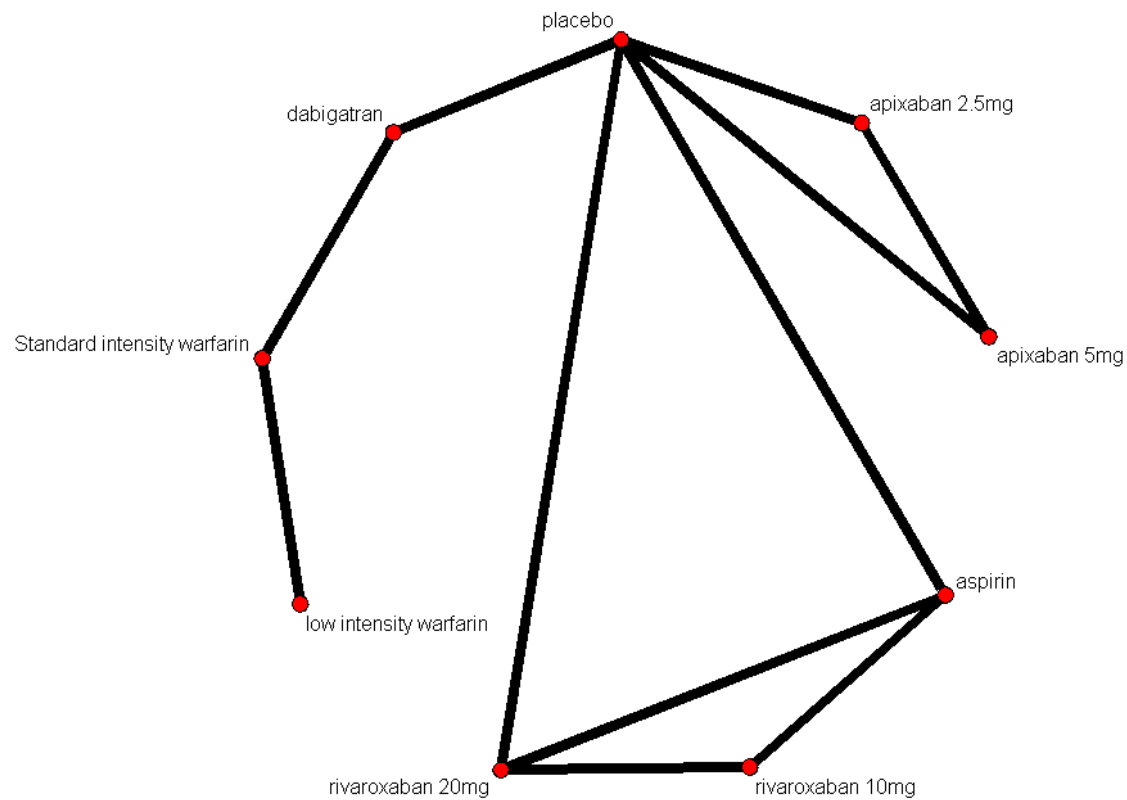 placebo
apixaban 2.5mg
dabigatran
Standard intensity warfarin
apixaban 5mg
aspirin
low intensity warfarin
rivaroxaban 20mg
rivaroxaban 10mg